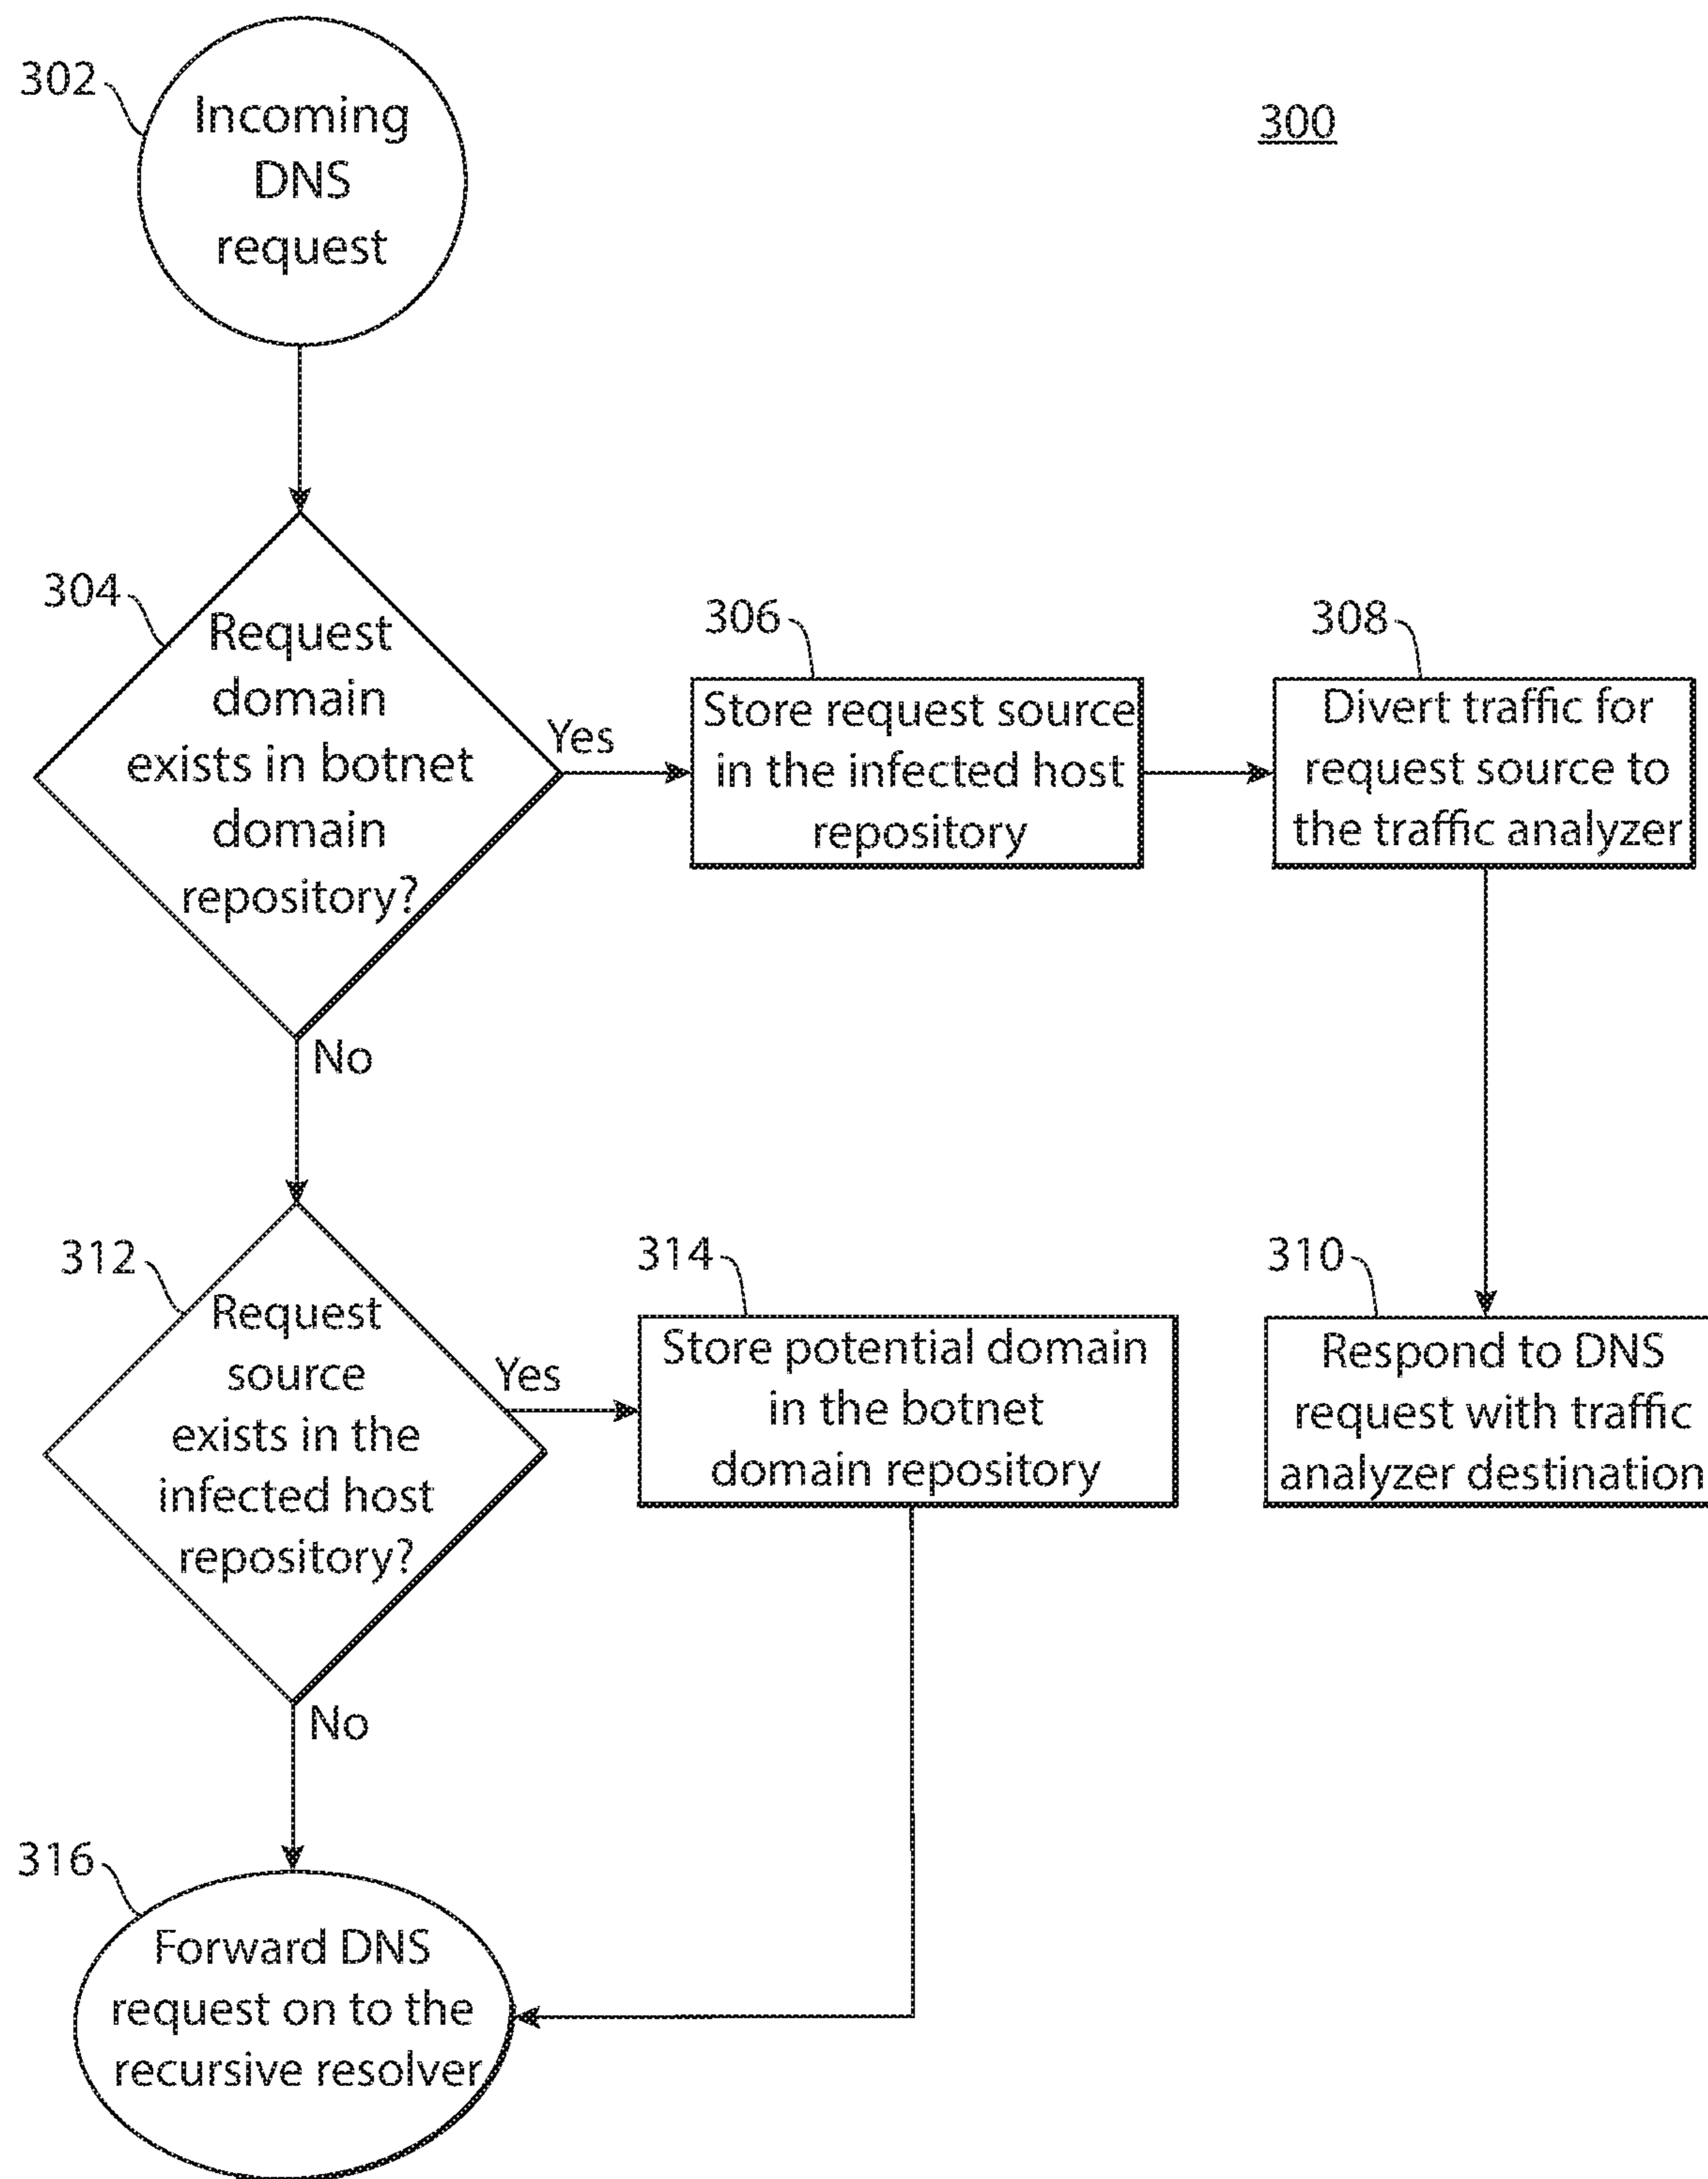 302
Incoming
DNS
request
300
304
Request
domain
exists in botnet
domain
repository?
Yes
306
Store request source
in the infected host
repository
308
Divert traffic for
request source to
the traffic analyzer
No
312
Request
source
exists in the
infected host
repository?
Yes
314
Store potential domain
in the botnet
domain repository
310
Respond to DNS
request with traffic
analyzer destination
No
316
Forward DNS
request on to the
recursive resolver